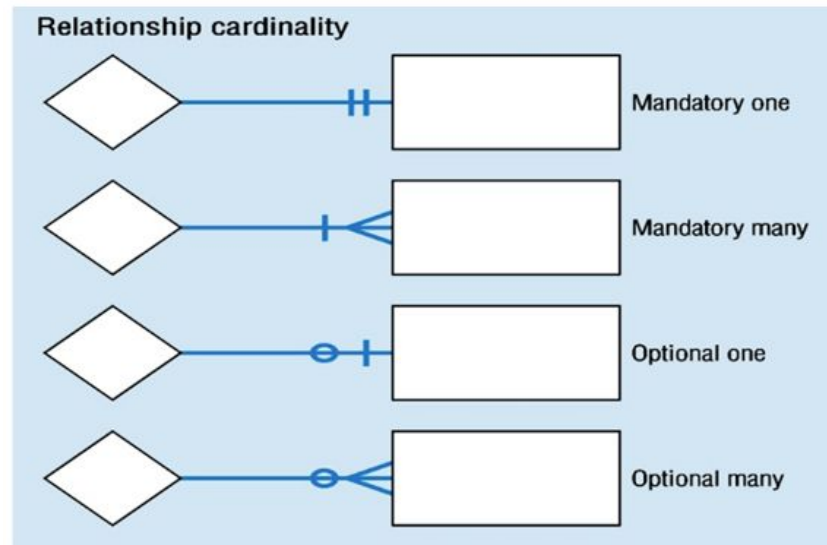 Relationship cardinality
Mandatory one
Mandatory many
Optional one
Optional many